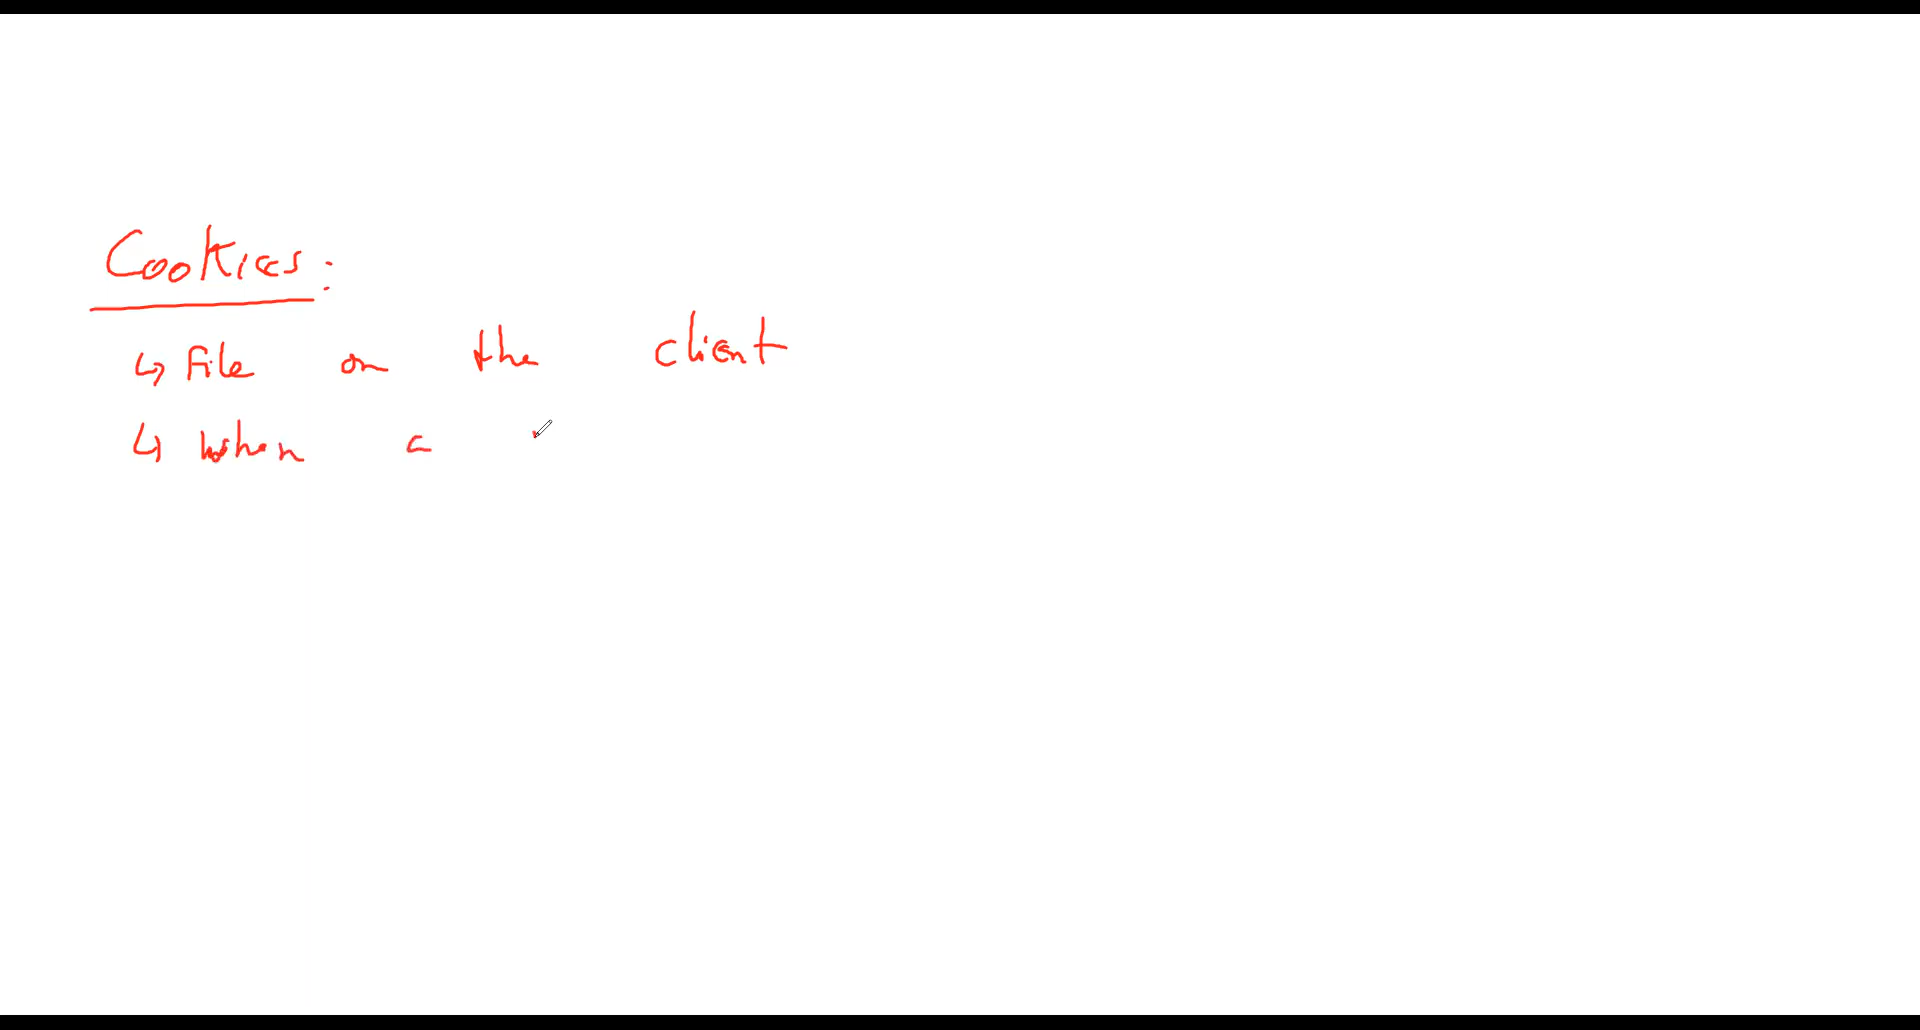 Cookies:
↳ File on the client
↳ when a